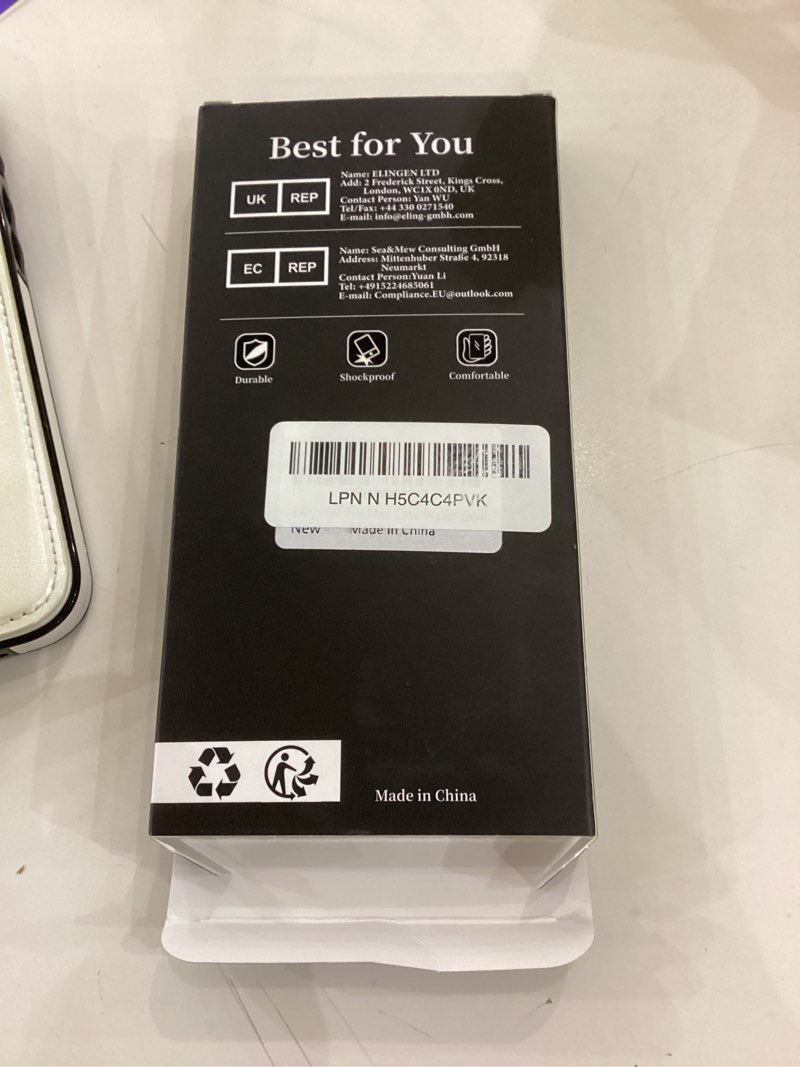 Best for You
UK REP
Name: ELINGEN LTD
Add: 2 Frederick Street, Kings Cross,
London, WC1X 0ND, UK
Contact Person: Yan WU
Tel/Fax: +44 330 0271540
E-mail: info@eling-gmbh.com
EC REP
Name: Sea&Mew Consulting GmbH
Address: Mittenhuber Straße 4, 92318
Neumarkt
Contact Person:Yuan Li
Tel: +4915224685061
E-mail: Compliance.EU@outlook.com
Durable Shockproof Comfortable
LPN N H5C4C4PVK
New Made in China
Made in China